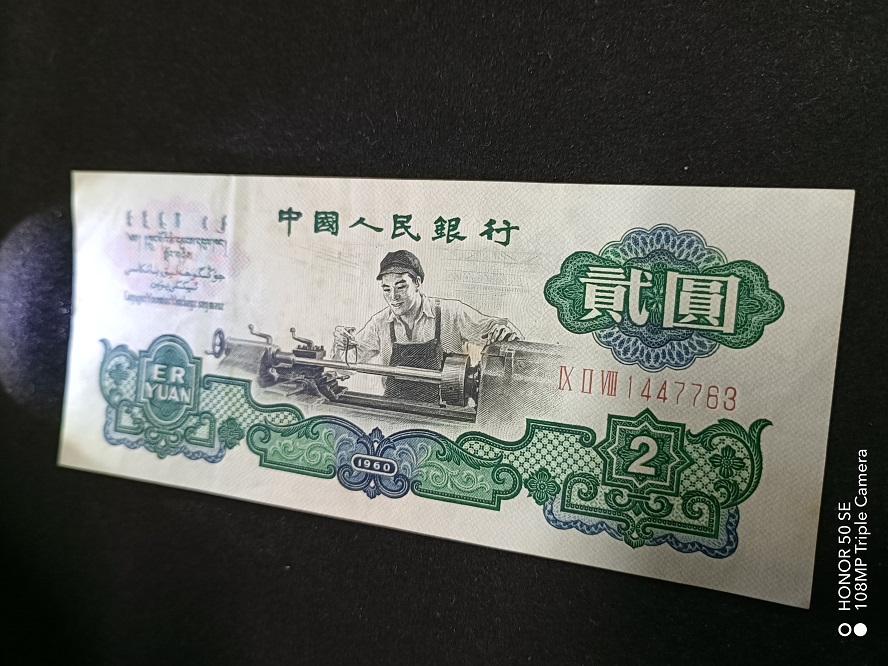 中國人民銀行
貳圓
ER
YUAN
IX II VIII 1447763
1960
2
HONOR 50 SE
108MP Triple Camera